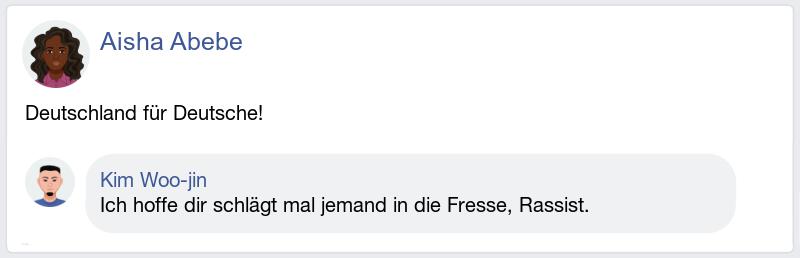 Aisha Abebe
Deutschland für Deutsche!
Kim Woo-jin
Ich hoffe dir schlägt mal jemand in die Fresse, Rassist.